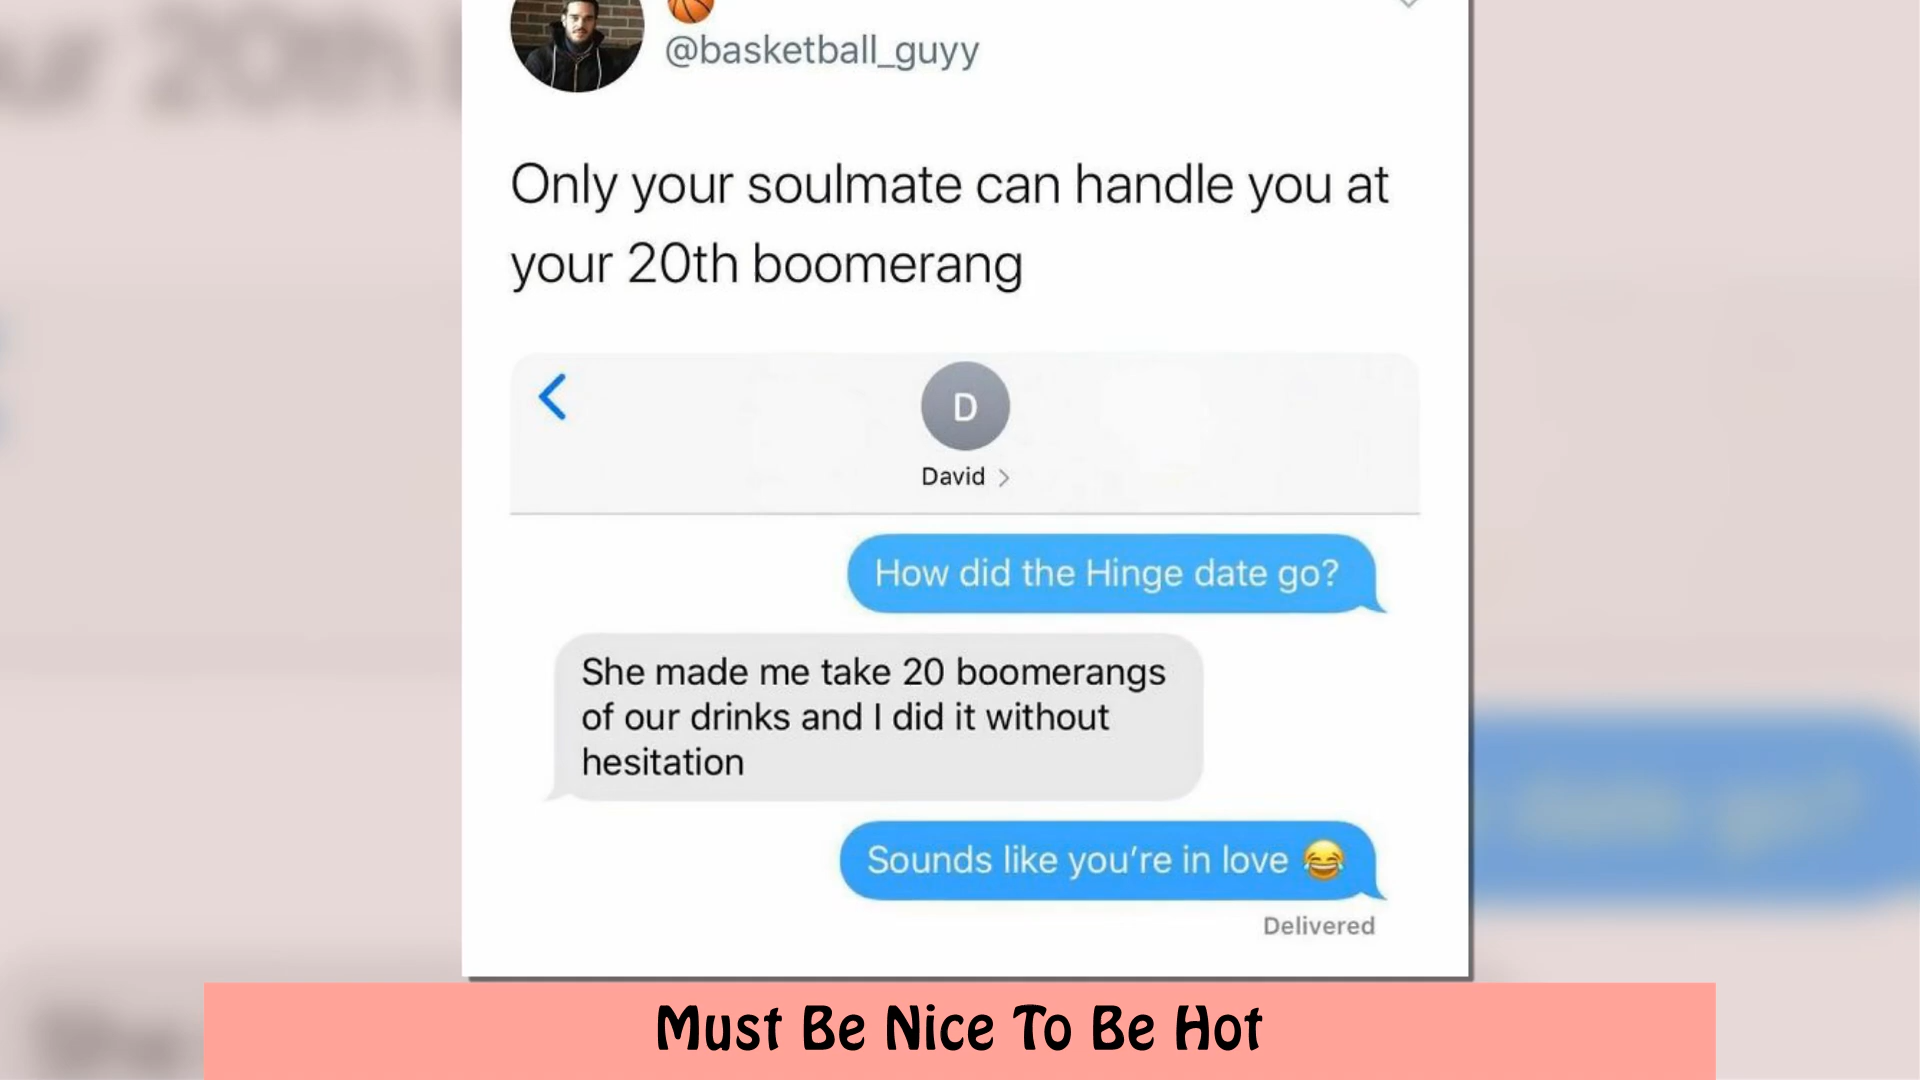 @basketball_guyy
Only your soulmate can handle you at
your 20th boomerang
D
David >
How did the Hinge date go?
She made me take 20 boomerangs
of our drinks and I did it without
hesitation
Sounds like you’re in love 😂
Delivered
Must Be Nice To Be Hot